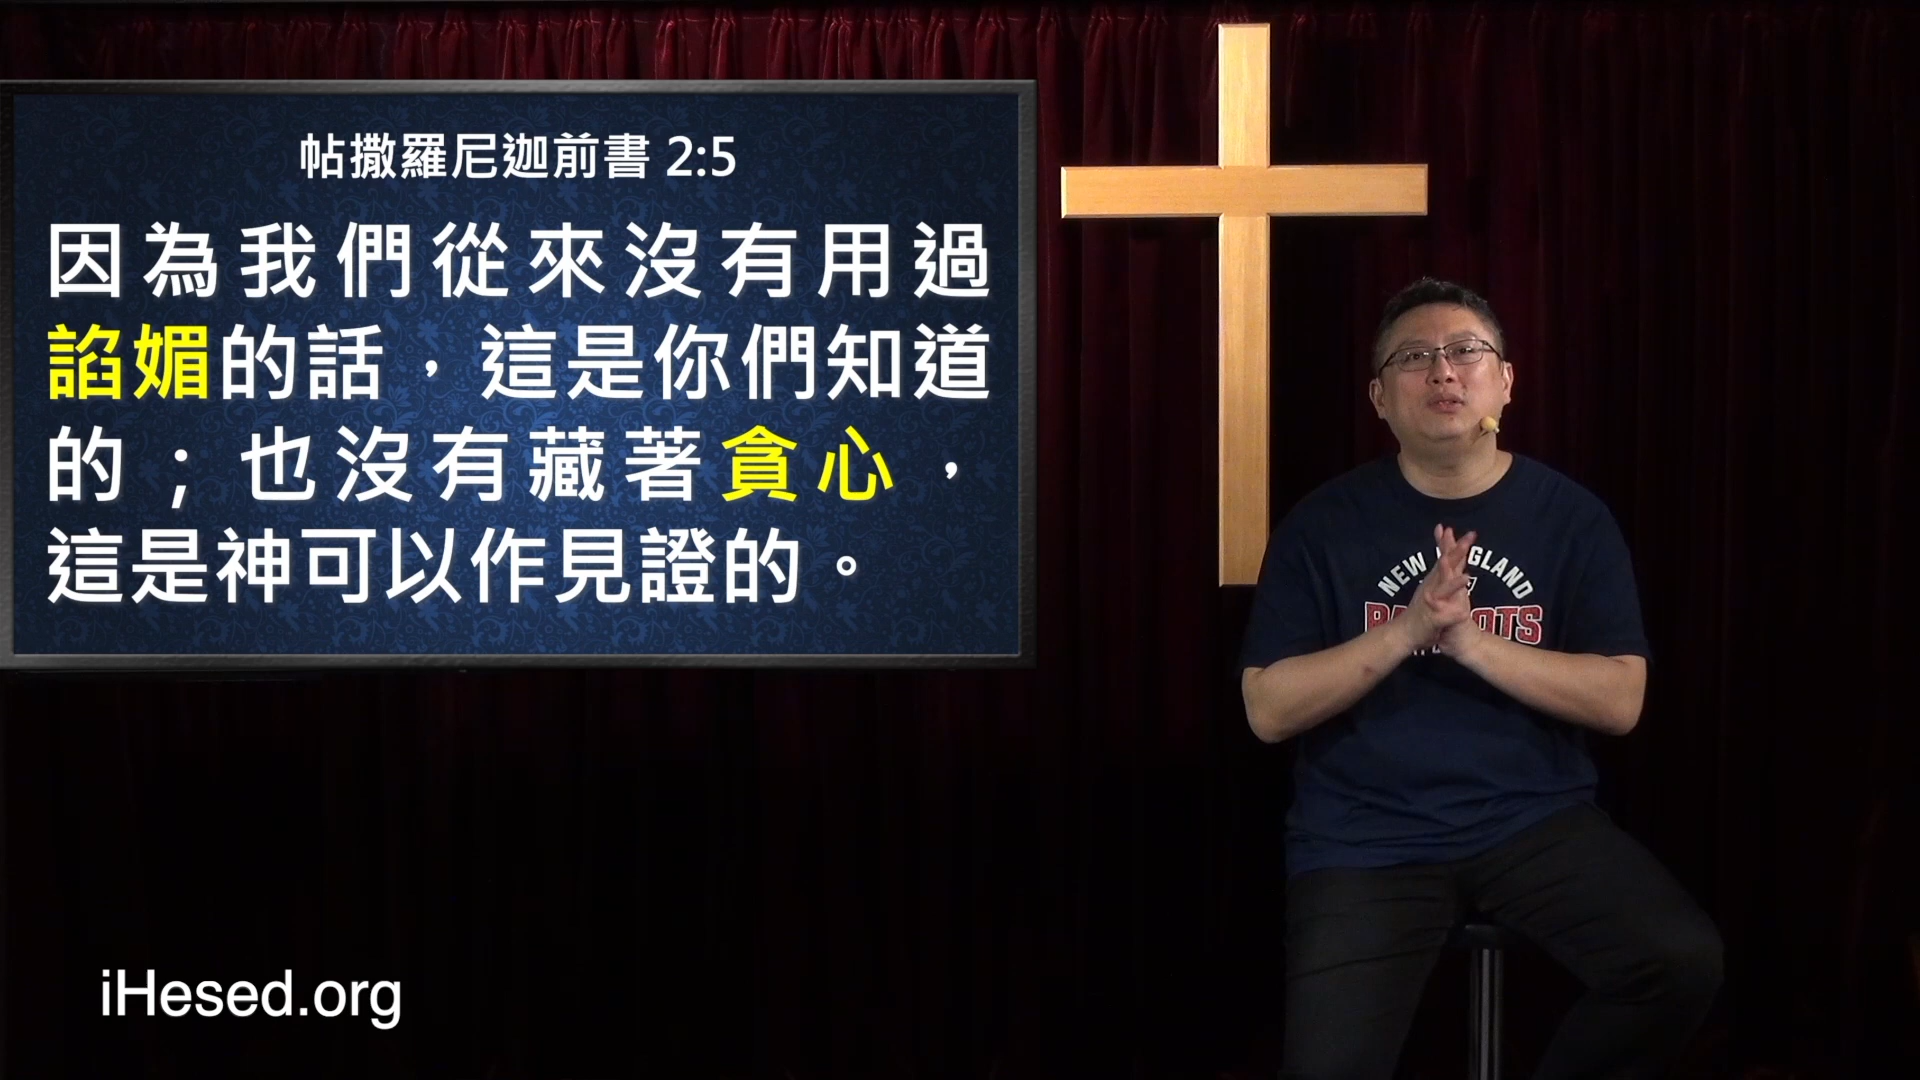 帖撒羅尼迦前書 2:5
因為我們從來沒有用過
諂媚的話，這是你們知道
的；也沒有藏著貪心，
這是神可以作見證的。
NEW ENGLAND
iHesed.org